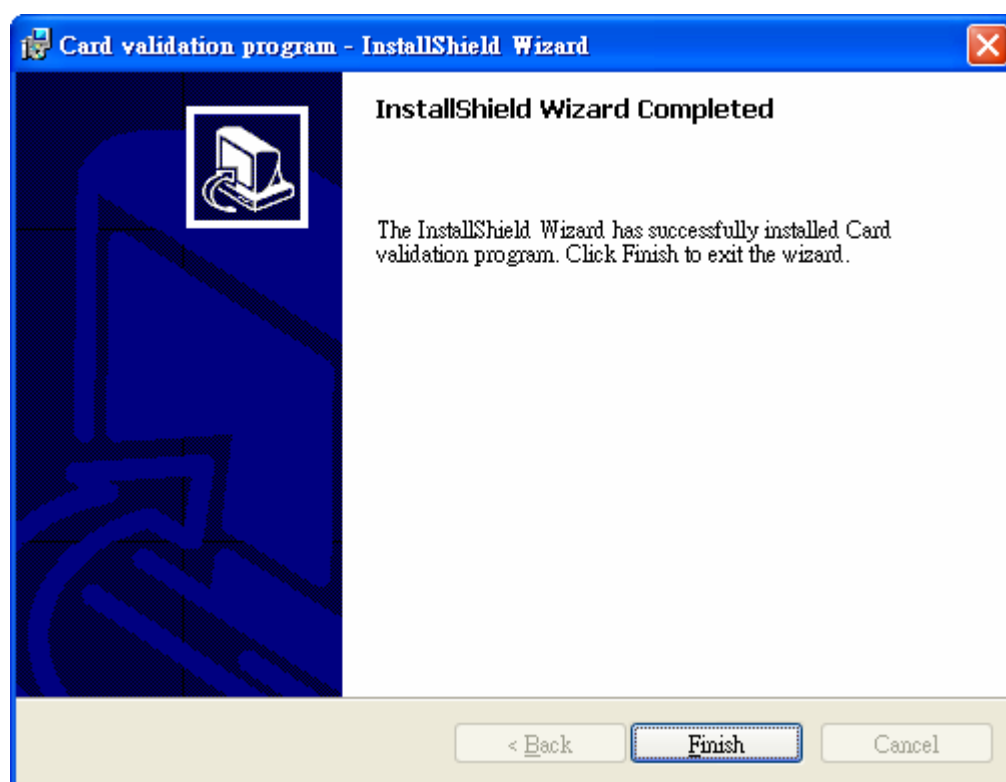 Card validation program - InstallShield Wizard
InstallShield Wizard Completed
The InstallShield Wizard has successfully installed Card
validation program. Click Finish to exit the wizard.
< Back
Finish
Cancel